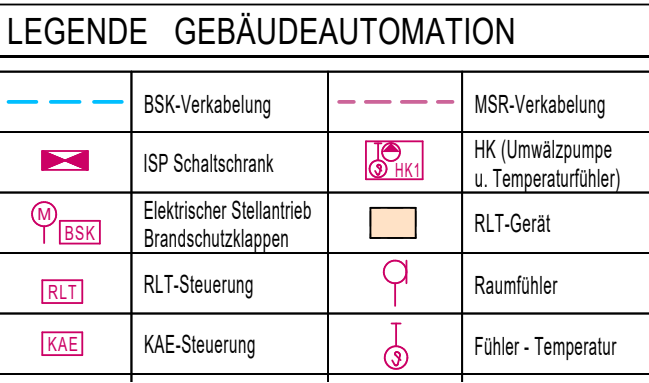 LEGENDE GEBÄUDEAUTOMATION
BSK-Verkabelung
MSR-Verkabelung
ISP Schaltschrank
HK1
HK (Umwälzpumpe
u. Temperaturfühler)
M
BSK
Elektrischer Stellantrieb
Brandschutzklappen
RLT-Gerät
RLT
RLT-Steuerung
Raumfühler
KAE
KAE-Steuerung
Fühler - Temperatur